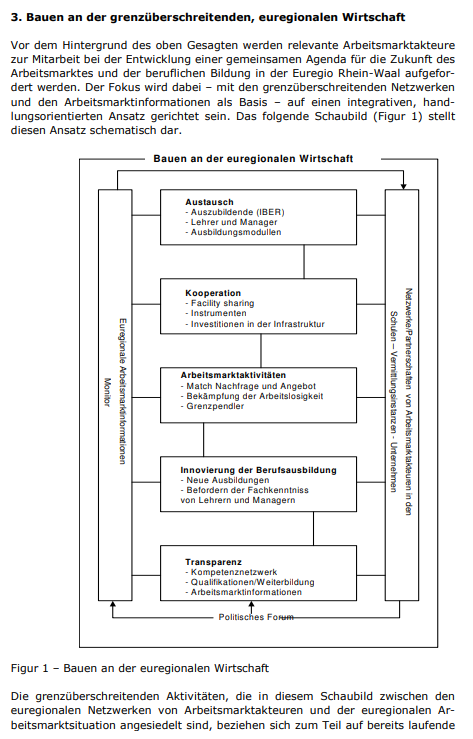 3. Bauen an der grenzüberschreitenden, euregionalen Wirtschaft
Vor dem Hintergrund des oben Gesagten werden relevante Arbeitsmarktakteure
zur Mitarbeit bei der Entwicklung einer gemeinsamen Agenda für die Zukunft des
Arbeitsmarktes und der beruflichen Bildung in der Euregio Rhein-Waal aufgefor-
dert werden. Der Fokus wird dabei – mit den grenzüberschreitenden Netzwerken
und den Arbeitsmarktinformationen als Basis – auf einen integrativen, hand-
lungsorientierten Ansatz gerichtet sein. Das folgende Schaubild (Figur 1) stellt
diesen Ansatz schematisch dar.
Bauen an der euregionalen Wirtschaft
Euregionale Arbeitsmarktinformationen
Monitor
Austausch
- Auszubildende (IBER)
- Lehrer und Manager
- Ausbildungsmodullen
Kooperation
- Facility sharing
- Instrumenten
- Investitionen in der Infrastruktur
Arbeitsmarktaktivitäten
- Match Nachfrage und Angebot
- Bekämpfung der Arbeitslosigkeit
- Grenzpendler
Innovierung der Berufsausbildung
- Neue Ausbildungen
- Befordern der Fachkenntniss
von Lehrern und Managern
Transparenz
- Kompetenznetzwerk
- Qualifikationen/Weiterbildung
- Arbeitsmarktinformationen
Netzwerke/Partnerschaften von Arbeitsmarktakteuren in den
Schulen – Vermittlungsinstanzen - Unternehmen
Politisches Forum
Figur 1 – Bauen an der euregionalen Wirtschaft
Die grenzüberschreitenden Aktivitäten, die in diesem Schaubild zwischen den
euregionalen Netzwerken von Arbeitsmarktakteuren und der euregionalen Ar-
beitsmarktsituation angesiedelt sind, beziehen sich zum Teil auf bereits laufende